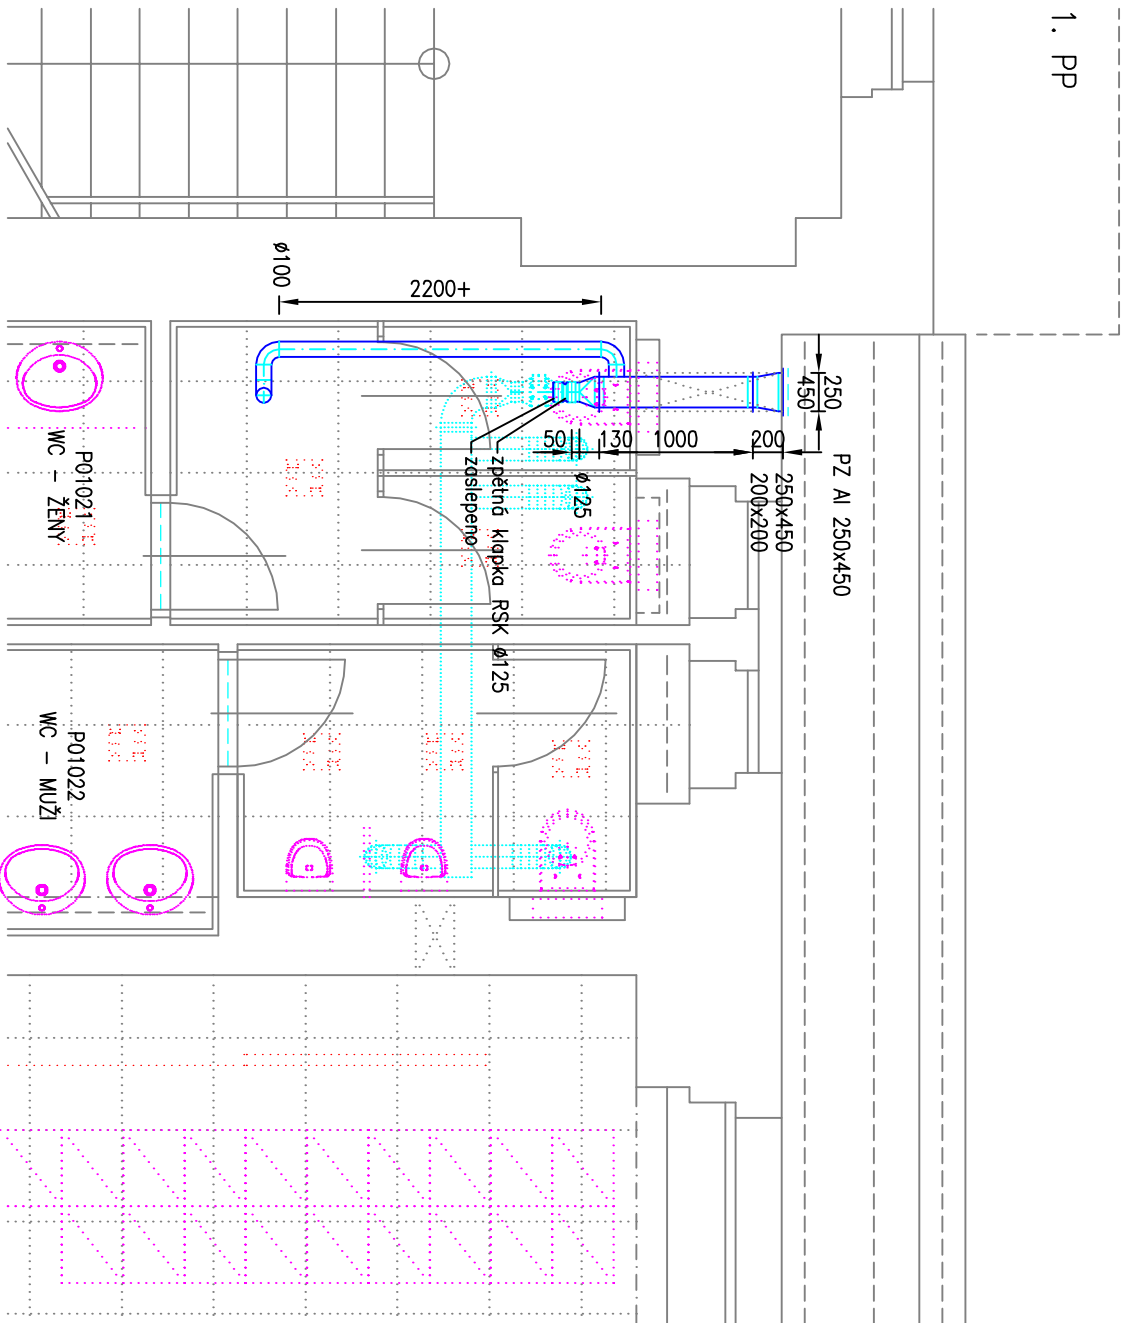 1. PP
ø100
2200+
250
450
50
130
1000
200
PZ Al 250x450
250x450
200x200
ø125
zpětná klapka RSK ø125
zaslepeno
P01021
WC - ŽENY
P01022
WC - MUŽI